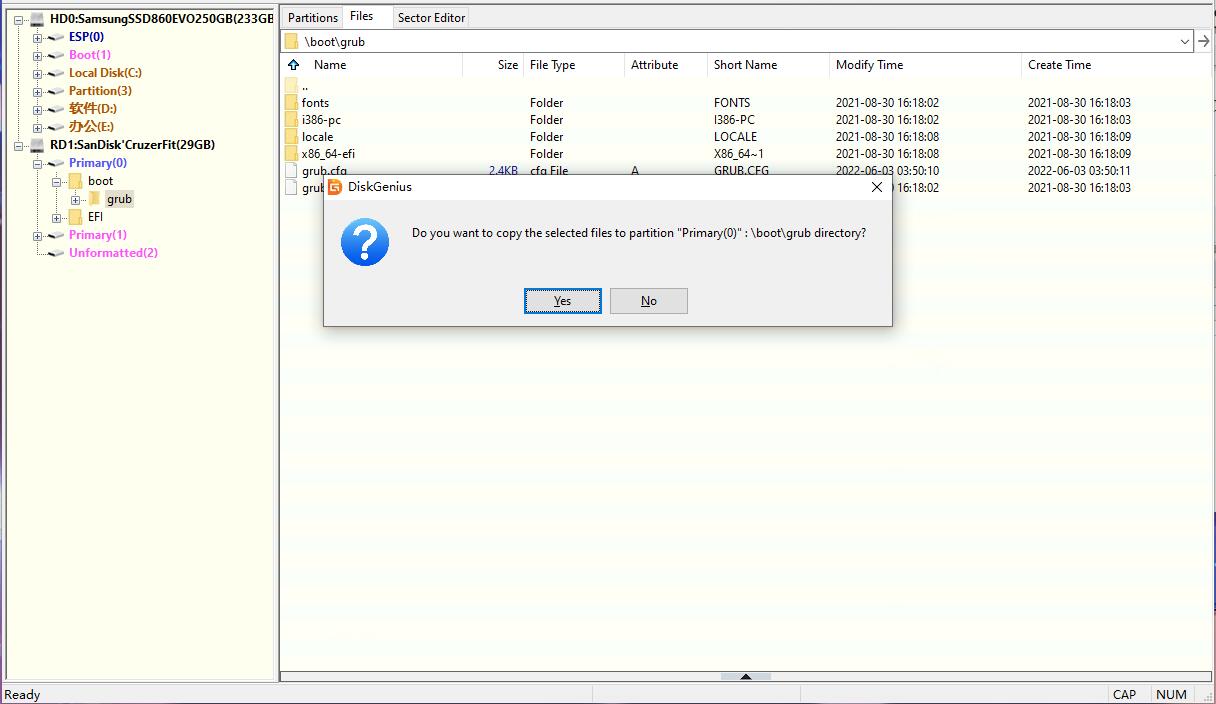 HD0:SamsungSSD860EVO250GB(233GB
ESP(0)
Boot(1)
Local Disk(C:)
Partition(3)
软件(D:)
办公(E:)
RD1:SanDisk'CruzerFit(29GB)
Primary(0)
boot
grub
EFI
Primary(1)
Unformatted(2)
Partitions Files Sector Editor
\boot\grub
Name Size File Type Attribute Short Name Modify Time Create Time
..
fonts Folder FONTS 2021-08-30 16:18:02 2021-08-30 16:18:03
i386-pc Folder I386-PC 2021-08-30 16:18:02 2021-08-30 16:18:03
locale Folder LOCALE 2021-08-30 16:18:08 2021-08-30 16:18:09
x86_64-efi Folder X86_64~1 2021-08-30 16:18:08 2021-08-30 16:18:09
grub.cfg 2.4KB cfg File A GRUB.CFG 2022-06-03 03:50:10 2022-06-03 03:50:11
grub 30 16:18:02 2021-08-30 16:18:03
DiskGenius
Do you want to copy the selected files to partition "Primary(0)" : \boot\grub directory?
Yes No
Ready CAP NUM